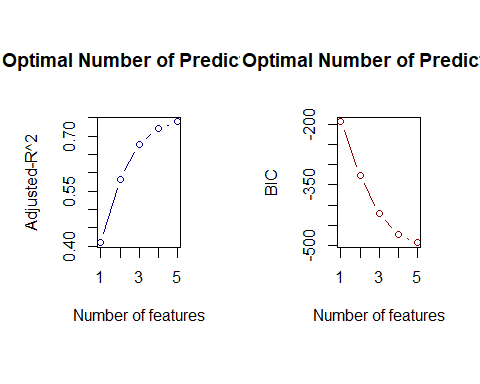 Optimal Number of Predic
Adjusted-R^2
0.40
0.55
0.70
1
3
5
Number of features
Optimal Number of Predic
BIC
-500
-350
-200
1
3
5
Number of features